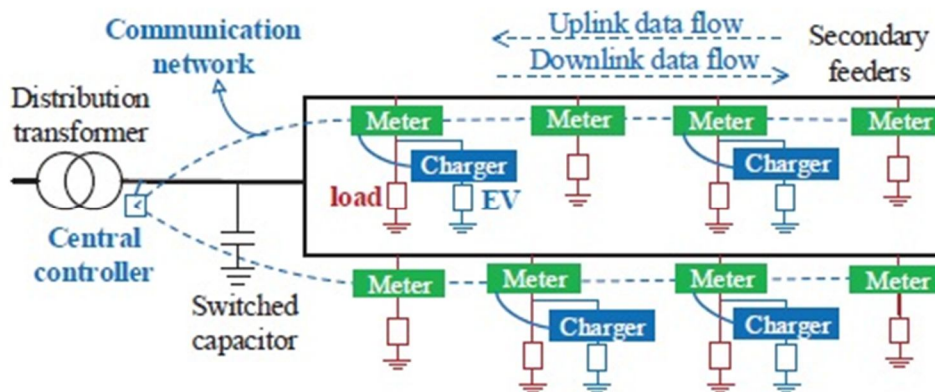 Communication
network
Uplink data flow
Downlink data flow
Secondary
feeders
Distribution
transformer
Meter
Meter
Meter
Meter
Charger
Charger
load
EV
Central
controller
Switched
capacitor
Meter
Meter
Meter
Meter
Charger
Charger